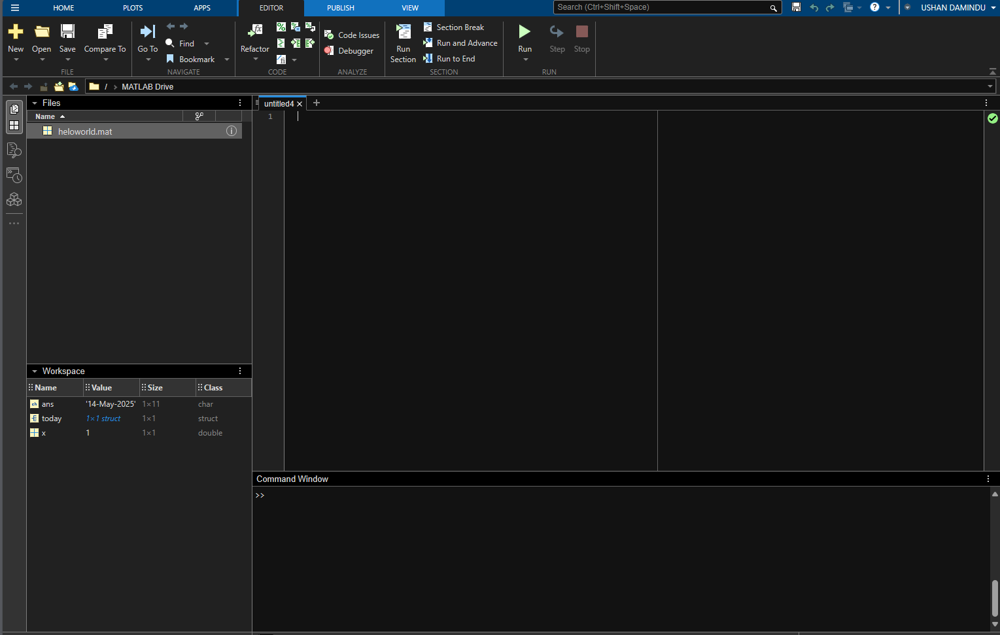 HOME PLOTS APPS EDITOR PUBLISH VIEW Search (Ctrl+Shift+Space) ? USHAN DAMINDU
New Open Save Compare To
FILE
Go To Find
Bookmark
NAVIGATE
Refactor fx % % %
fi
CODE
Code Issues
Debugger
ANALYZE
Run Section
Section Break
Run and Advance
Run to End
SECTION
Run Step Stop
RUN
/ > MATLAB Drive
Files
Name
heloworld.mat
untitled4 × +
1
Workspace
Name Value Size Class
ch ans '14-May-2025' 1×11 char
today 1×1 struct 1×1 struct
x 1 1×1 double
Command Window
>>